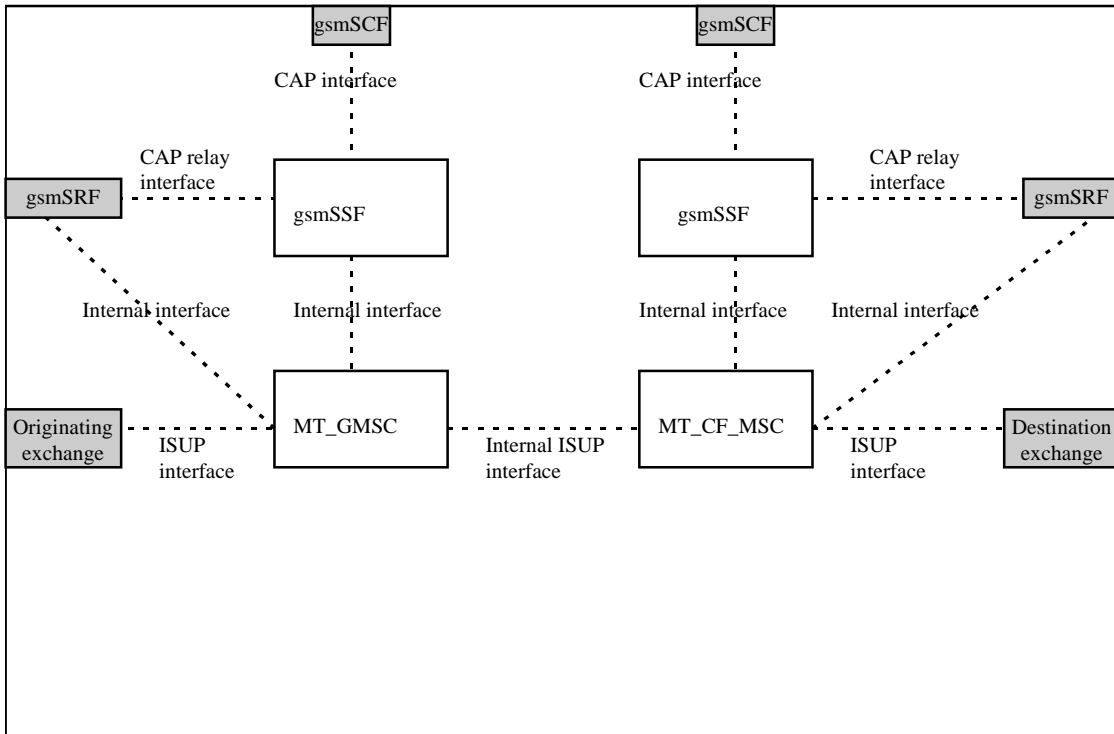 gsmSCF
gsmSCF
CAP interface
CAP interface
CAP relay
interface
CAP relay
interface
gsmSRF
gsmSSF
gsmSSF
gsmSRF
Internal interface
Internal interface
Internal interface
Internal interface
Originating
exchange
MT_GMSC
MT_CF_MSC
Destination
exchange
ISUP
interface
Internal ISUP
interface
ISUP
interface